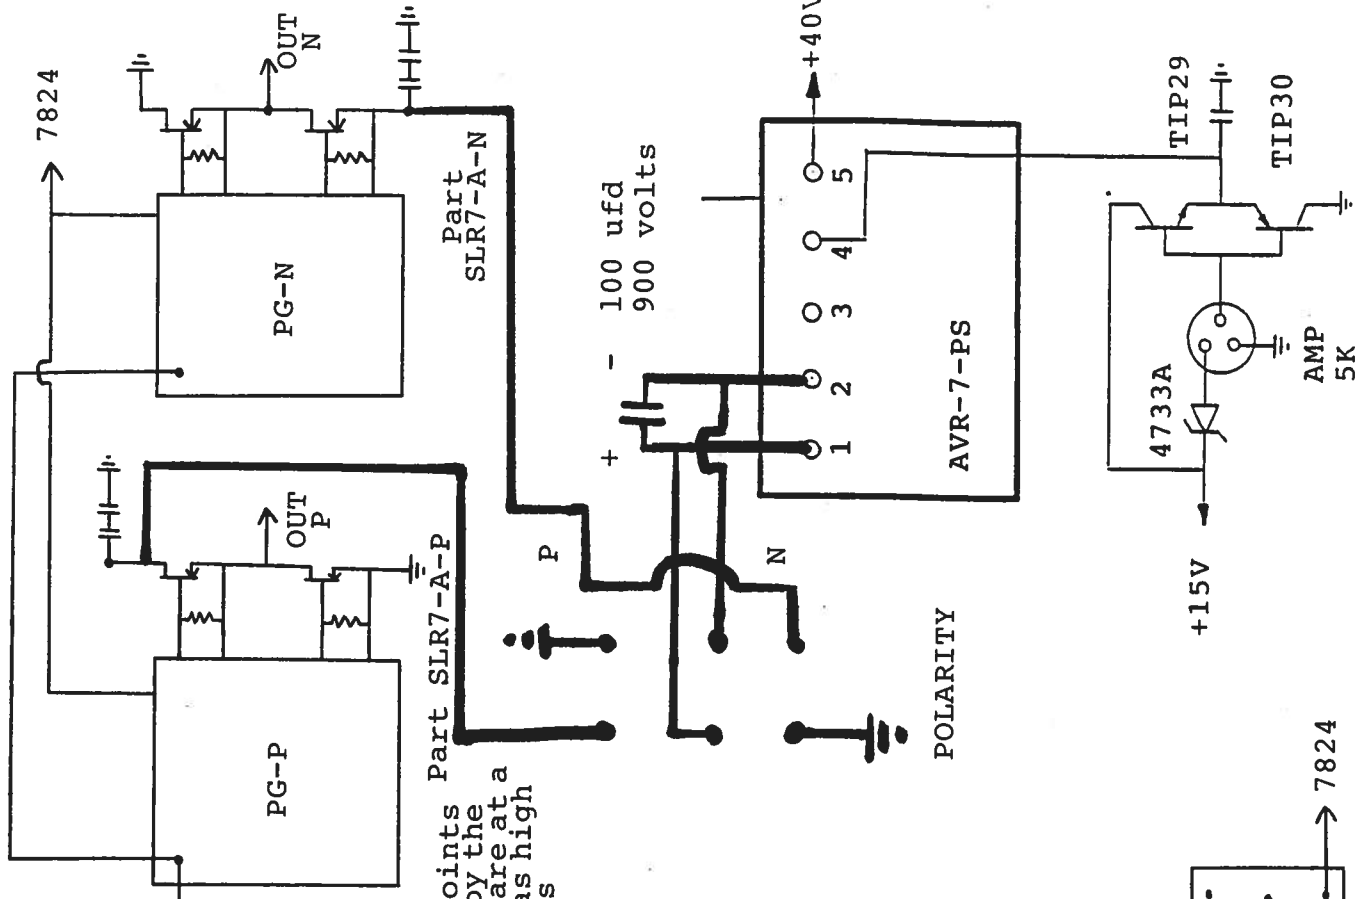 7824
OUT
N
PG-N
Part
SLR7-A-N
100 ufd
900 volts
-
+
+40V
5
4
3
2
1
AVR-7-PS
TIP29
TIP30
4733A
AMP
5K
+15V
OUT
P
PG-P
Part SLR7-A-P
P
N
POLARITY
oints
by the
are at a
as high
s
7824